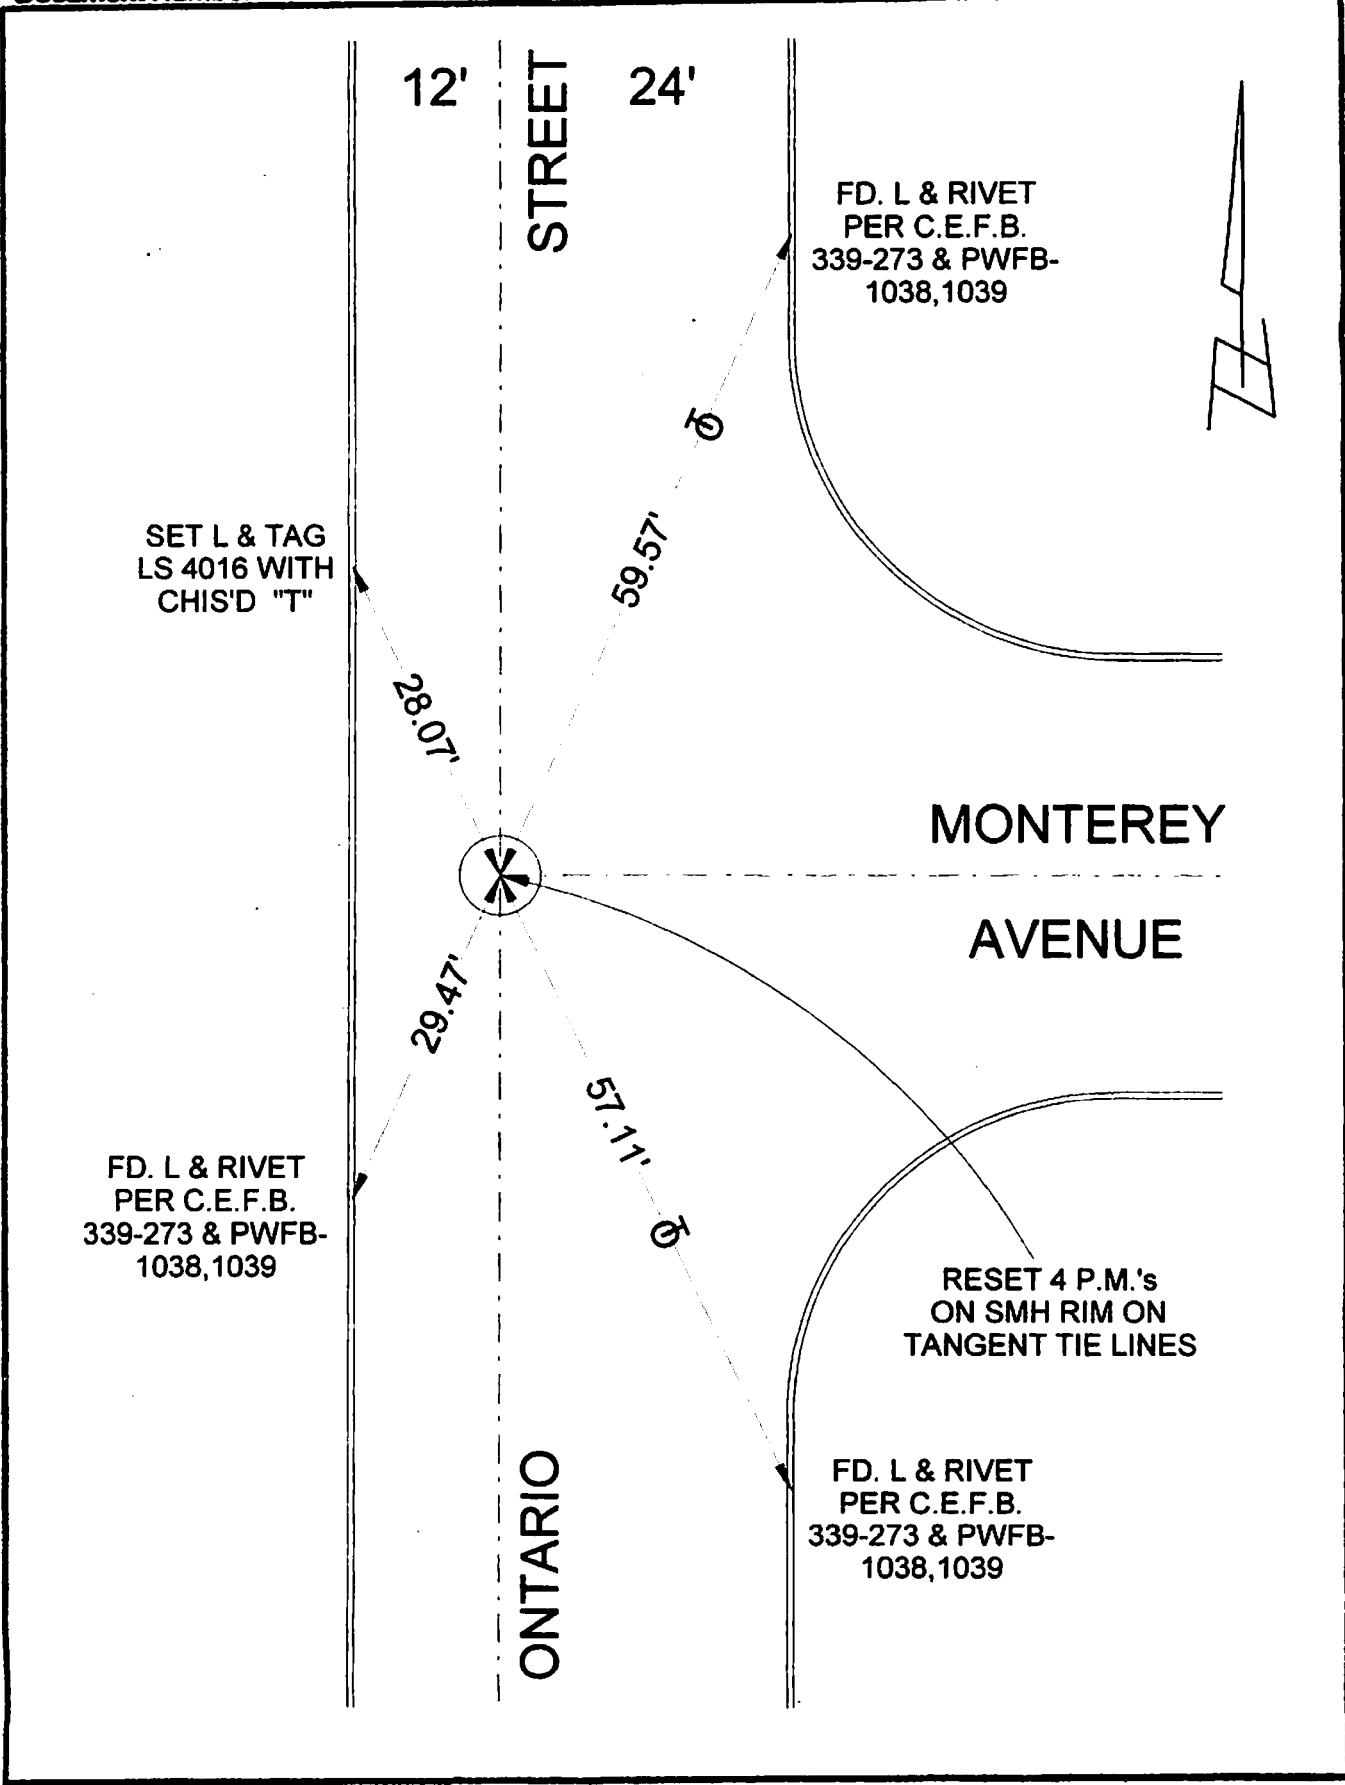 12'
STREET
24'
FD. L & RIVET
PER C.E.F.B.
339-273 & PWFB-
1038,1039
SET L & TAG
LS 4016 WITH
CHIS'D "T"
59.57'
28.07'
MONTEREY
AVENUE
29.47'
57.11'
FD. L & RIVET
PER C.E.F.B.
339-273 & PWFB-
1038,1039
RESET 4 P.M.'s
ON SMH RIM ON
TANGENT TIE LINES
ONTARIO
FD. L & RIVET
PER C.E.F.B.
339-273 & PWFB-
1038,1039